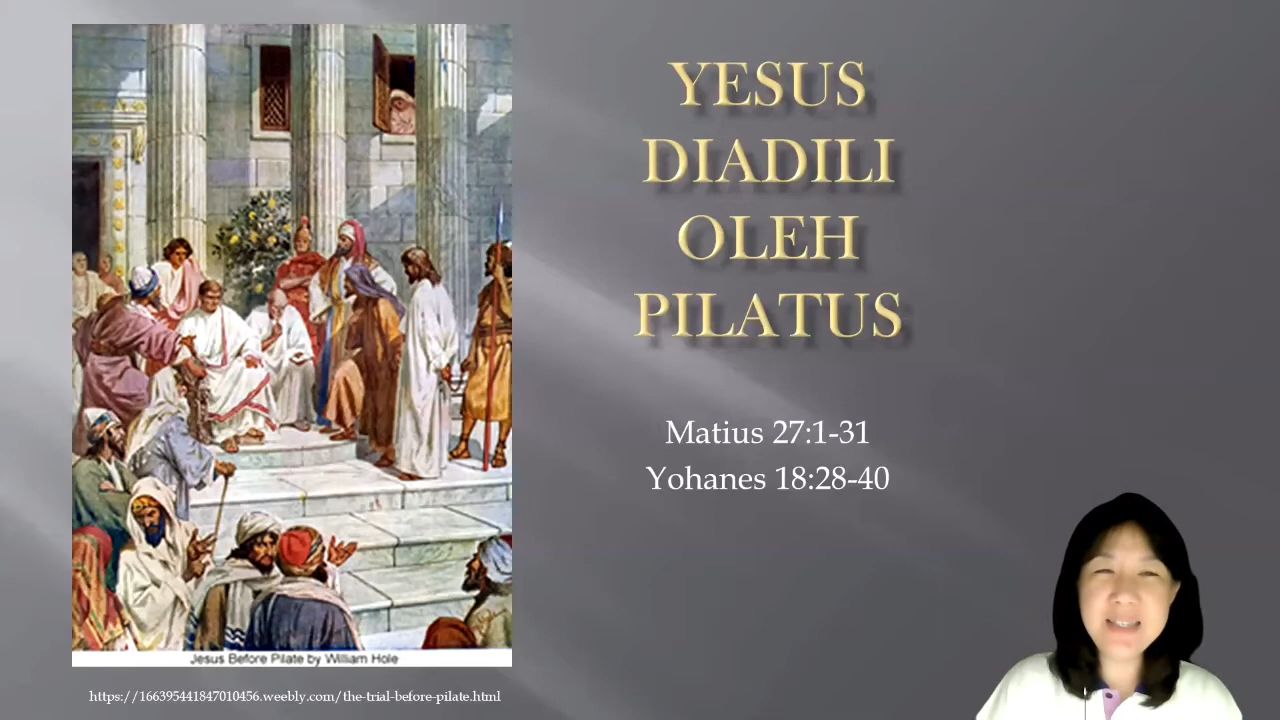 YESUS
DIADILI
OLEH
PILATUS
Matius 27:1-31
Yohanes 18:28-40
Jesus Before Pilate by William Hole
https://166395441847010456.weebly.com/the-trial-before-pilate.html